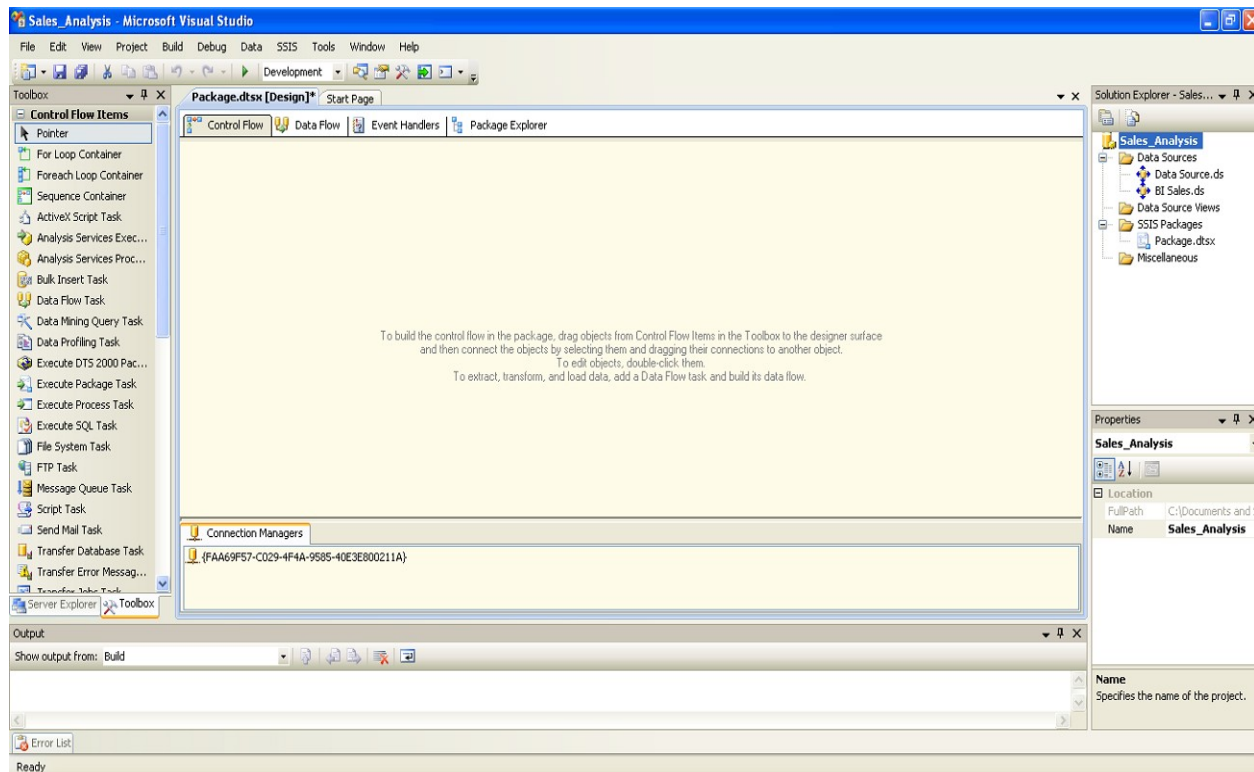 Sales_Analysis - Microsoft Visual Studio
File Edit View Project Build Debug Data SSIS Tools Window Help
Development
Toolbox
Control Flow Items
Pointer
For Loop Container
Foreach Loop Container
Sequence Container
ActiveX Script Task
Analysis Services Exec...
Analysis Services Proc...
Bulk Insert Task
Data Flow Task
Data Mining Query Task
Data Profiling Task
Execute DTS 2000 Pac...
Execute Package Task
Execute Process Task
Execute SQL Task
File System Task
FTP Task
Message Queue Task
Script Task
Send Mail Task
Transfer Database Task
Transfer Error Messag...
Transfer Jobs Task
Server Explorer Toolbox
Package.dtsx [Design]* Start Page
Control Flow Data Flow Event Handlers Package Explorer
To build the control flow in the package, drag objects from Control Flow Items in the Toolbox to the designer surface
and then connect the objects by selecting them and dragging their connections to another object.
To edit objects, double-click them.
To extract, transform, and load data, add a Data Flow task and build its data flow.
Connection Managers
{FAA69F57-C029-4F4A-9585-40E3E800211A}
Solution Explorer - Sales...
Sales_Analysis
Data Sources
Data Source.ds
BI Sales.ds
Data Source Views
SSIS Packages
Package.dtsx
Miscellaneous
Properties
Sales_Analysis
Location
FullPath C:\Documents and
Name Sales_Analysis
Name
Specifies the name of the project.
Output
Show output from: Build
Error List
Ready